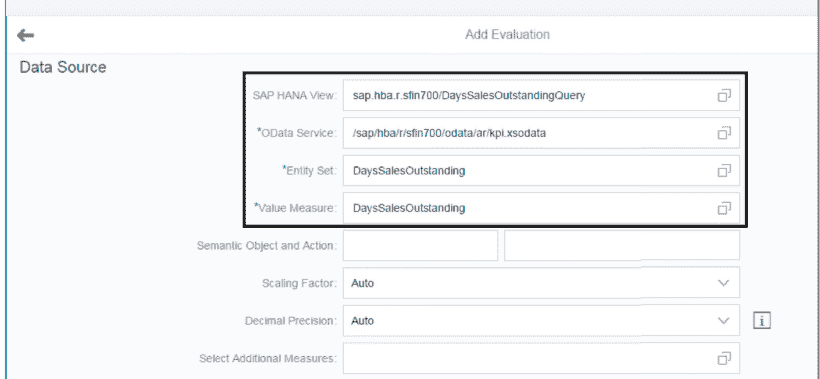 Add Evaluation
Data Source
SAP HANA View: sap.hba.r.sfin700/DaysSalesOutstandingQuery
*OData Service: /sap/hba/r/sfin700/odata/ar/kpi.xsodata
*Entity Set: DaysSalesOutstanding
*Value Measure: DaysSalesOutstanding
Semantic Object and Action:
Scaling Factor: Auto
Decimal Precision: Auto
Select Additional Measures: